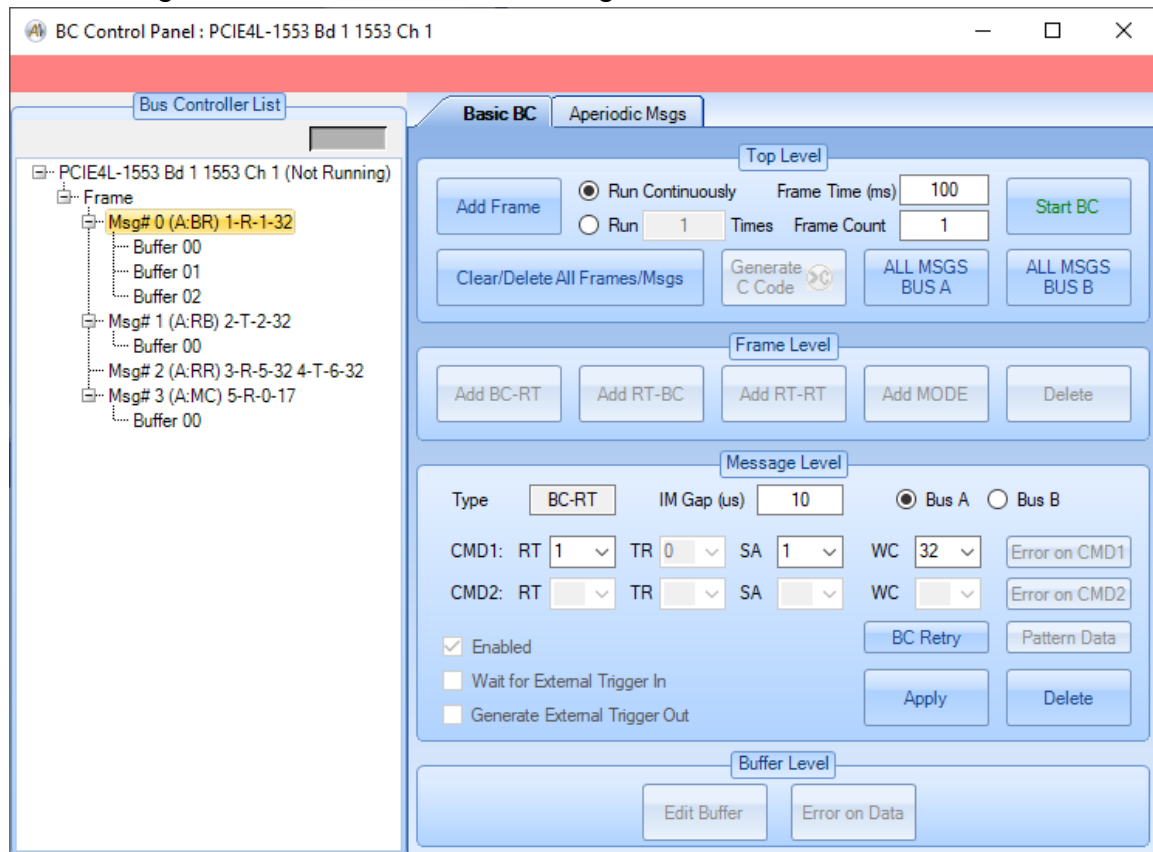 BC Control Panel : PCIE4L-1553 Bd 1 1553 Ch 1
Bus Controller List
PCIE4L-1553 Bd 1 1553 Ch 1 (Not Running)
Frame
Msg# 0 (A:BR) 1-R-1-32
Buffer 00
Buffer 01
Buffer 02
Msg# 1 (A:RB) 2-T-2-32
Buffer 00
Msg# 2 (A:RR) 3-R-5-32 4-T-6-32
Msg# 3 (A:MC) 5-R-0-17
Buffer 00
Basic BC Aperiodic Msgs
Top Level
Add Frame Run Continuously Frame Time (ms) 100 Start BC
Run 1 Times Frame Count 1
Clear/Delete All Frames/Msgs Generate C Code ALL MSGS BUS A ALL MSGS BUS B
Frame Level
Add BC-RT Add RT-BC Add RT-RT Add MODE Delete
Message Level
Type BC-RT IM Gap (us) 10 Bus A Bus B
CMD1: RT 1 TR 0 SA 1 WC 32 Error on CMD1
CMD2: RT TR SA WC Error on CMD2
Enabled BC Retry Pattern Data
Wait for External Trigger In
Generate External Trigger Out Apply Delete
Buffer Level
Edit Buffer Error on Data